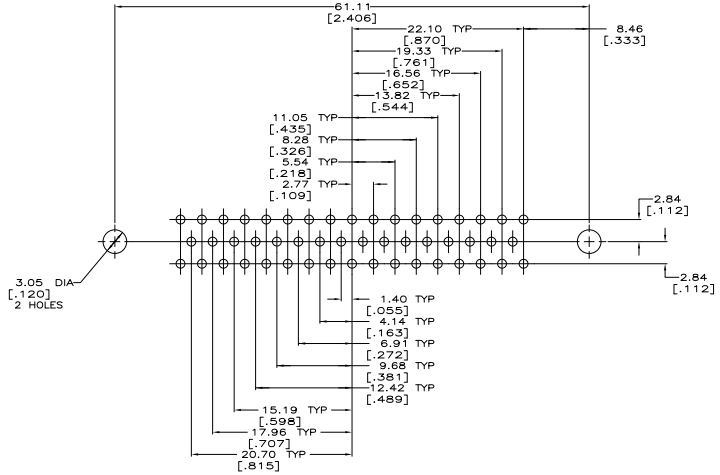 61.11
[2.406]
22.10 TYP
[.870]
8.46
[.333]
19.33 TYP
[.761]
16.56 TYP
[.652]
13.82 TYP
[.544]
11.05 TYP
[.435]
8.28 TYP
[.326]
5.54 TYP
[.218]
2.77 TYP
[.109]
2.84
[.112]
3.05 DIA
[.120]
2 HOLES
2.84
[.112]
1.40 TYP
[.055]
4.14 TYP
[.163]
6.91 TYP
[.272]
9.68 TYP
[.381]
12.42 TYP
[.489]
15.19 TYP
[.598]
17.96 TYP
[.707]
20.70 TYP
[.815]